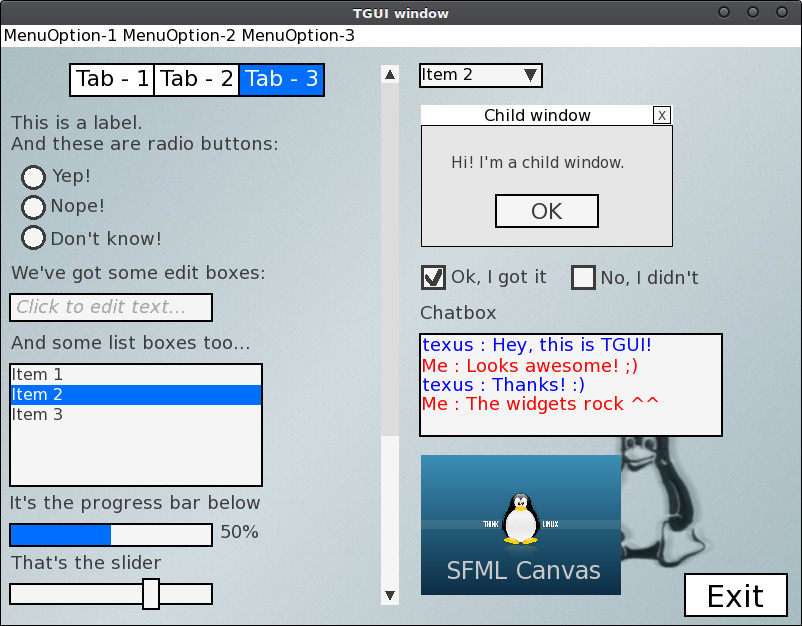 TGUI window
MenuOption-1 MenuOption-2 MenuOption-3
Tab - 1 Tab - 2 Tab - 3
This is a label.
And these are radio buttons:
Yep!
Nope!
Don't know!
We've got some edit boxes:
Click to edit text...
And some list boxes too...
Item 1
Item 2
Item 3
It's the progress bar below
50%
That's the slider
Item 2
Child window
X
Hi! I'm a child window.
OK
Ok, I got it
No, I didn't
Chatbox
texus : Hey, this is TGUI!
Me : Looks awesome! ;)
texus : Thanks! :)
Me : The widgets rock ^^
THINK LINUX
SFML Canvas
Exit